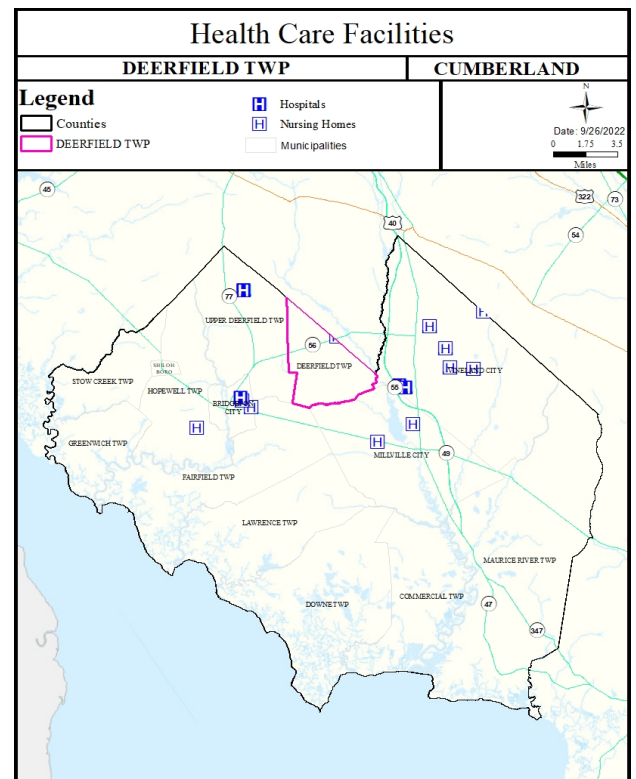 Health Care Facilities
DEERFIELD TWP
CUMBERLAND
Legend
Counties
DEERFIELD TWP
H Hospitals
H Nursing Homes
Municipalities
N
Date: 9/26/2022
0 1.75 3.5
Miles
45
40
322
73
54
77
H
UPPER DEERFIELD TWP
H
H
56
H
DEERFIELD TWP
H
SHILOH
BORO
H
H
VINELAND CITY
STOW CREEK TWP
HOPEWELL TWP
55
H
H
CITY
H
H
H
H
GREENWICH TWP
MILLVILLE CITY
49
FAIRFIELD TWP
LAWRENCE TWP
MAURICE RIVER TWP
DOWNE TWP
COMMERCIAL TWP
47
347